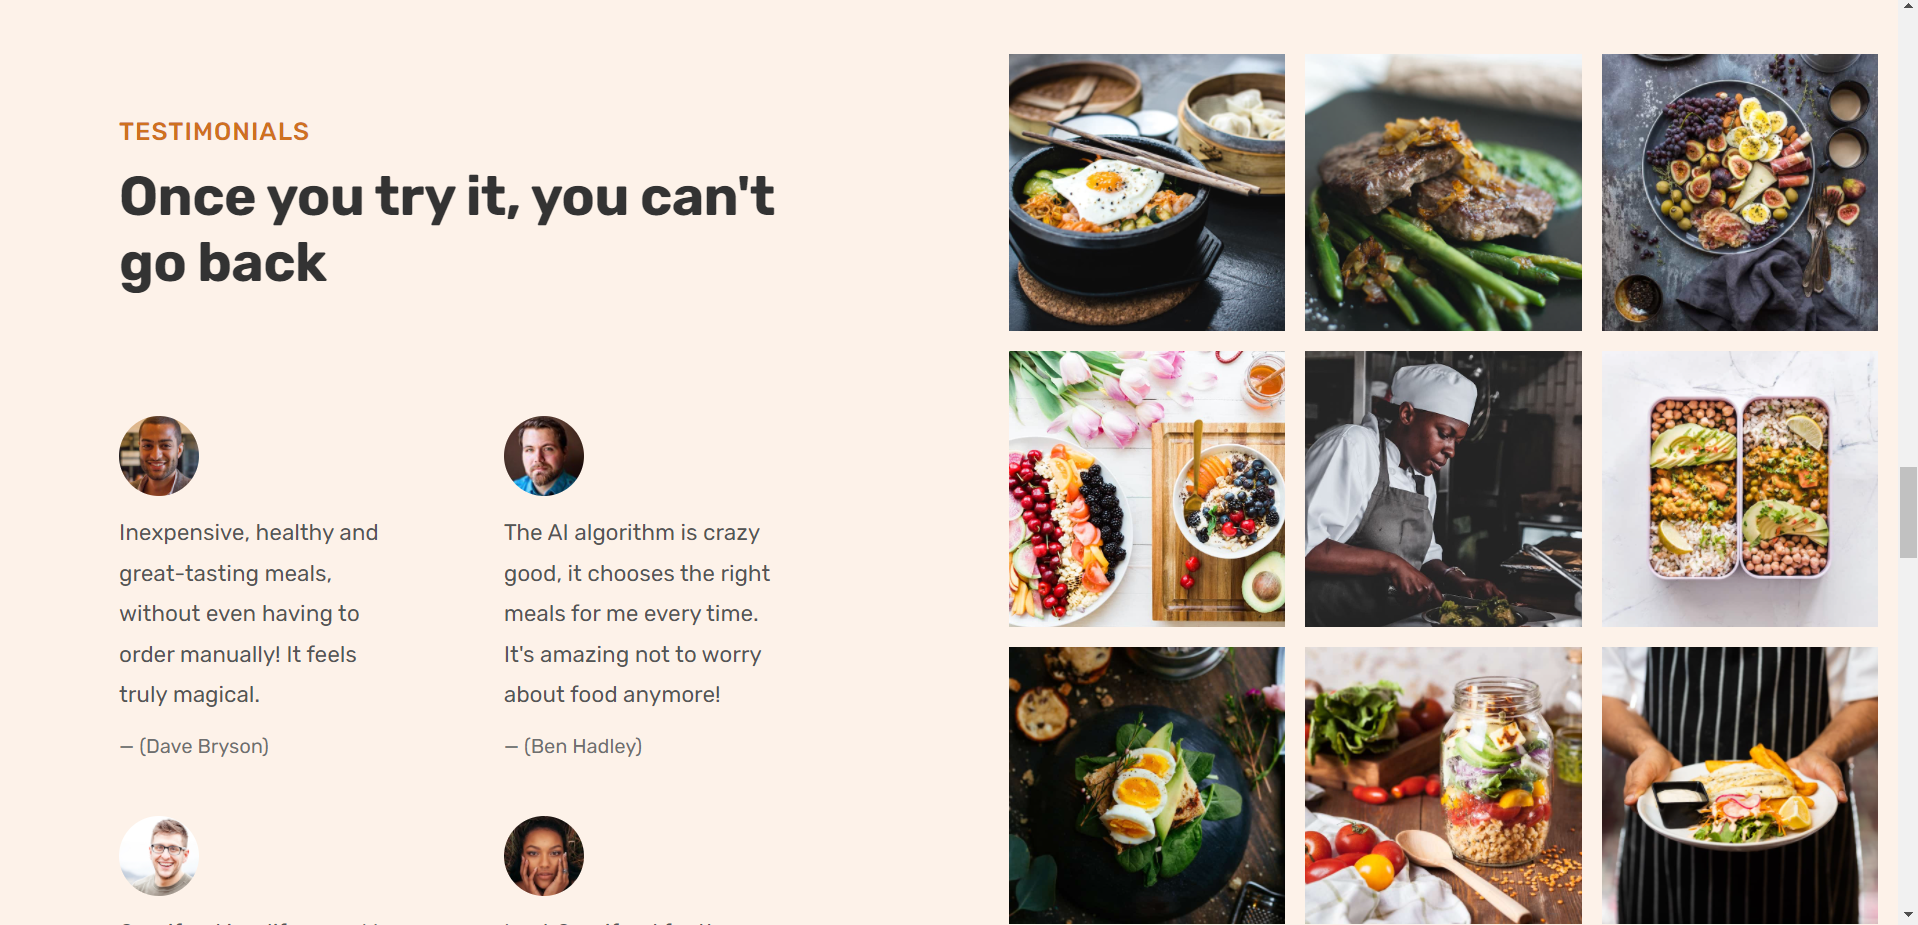 TESTIMONIALS
Once you try it, you can't
go back
Inexpensive, healthy and
great-tasting meals,
without even having to
order manually! It feels
truly magical.
— (Dave Bryson)
The AI algorithm is crazy
good, it chooses the right
meals for me every time.
It's amazing not to worry
about food anymore!
— (Ben Hadley)